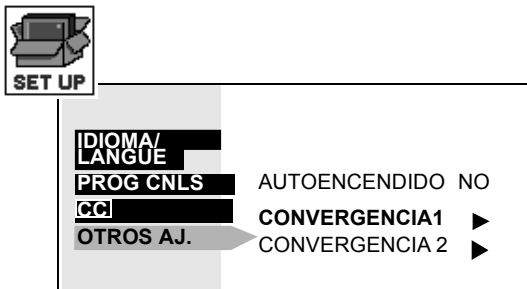 SET UP
IDIOMA/
LANGUE
PROG CNLS
AUTOENCENDIDO NO
CC
CONVERGENCIA1
OTROS AJ.
CONVERGENCIA 2